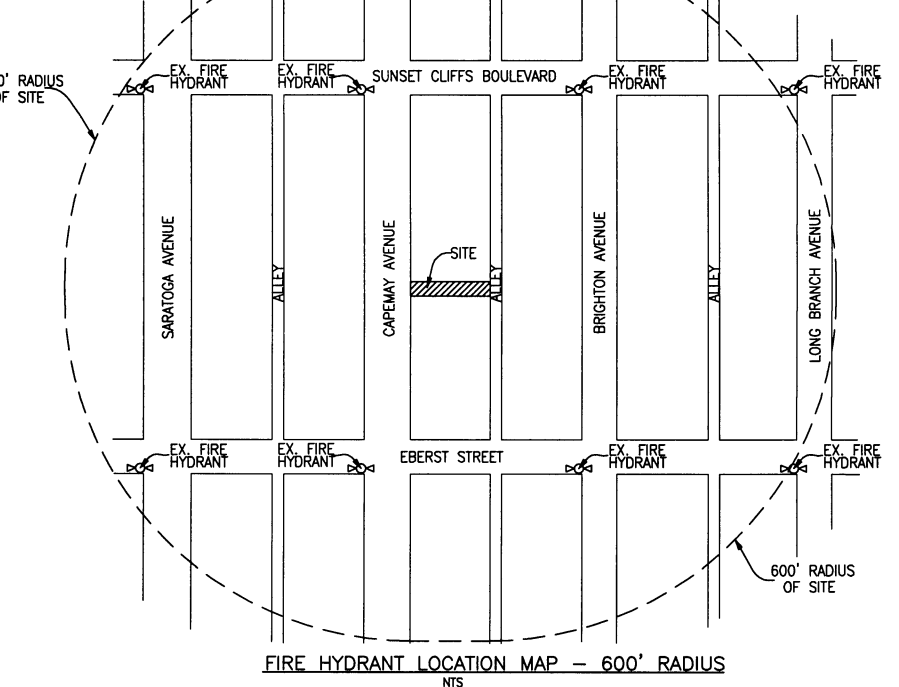 EX. FIRE
HYDRANT
EX. FIRE
HYDRANT
SUNSET CLIFFS BOULEVARD
EX. FIRE
HYDRANT
EX. FIRE
HYDRANT
0' RADIUS
OF SITE
SARATOGA AVENUE
ALLEY
CAPEMAY AVENUE
SITE
ALLEY
BRIGHTON AVENUE
ALLEY
LONG BRANCH AVENUE
EX. FIRE
HYDRANT
EX. FIRE
HYDRANT
EBERST STREET
EX. FIRE
HYDRANT
EX. FIRE
HYDRANT
600' RADIUS
OF SITE
FIRE HYDRANT LOCATION MAP – 600' RADIUS
NTS